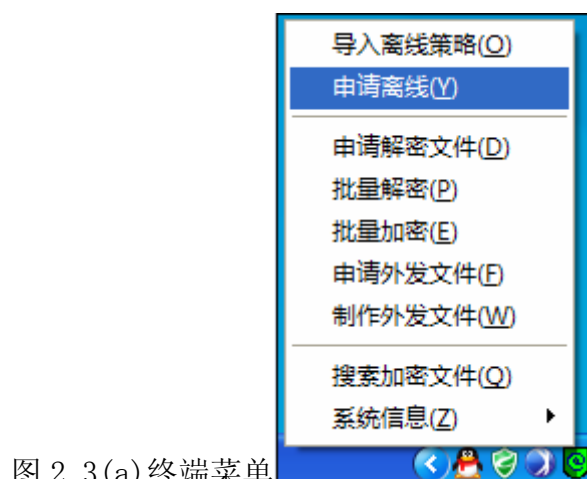 导入离线策略(O)
申请离线(Y)
申请解密文件(D)
批量解密(P)
批量加密(E)
申请外发文件(F)
制作外发文件(W)
搜索加密文件(Q)
系统信息(Z)
图 2.3(a)终端菜单